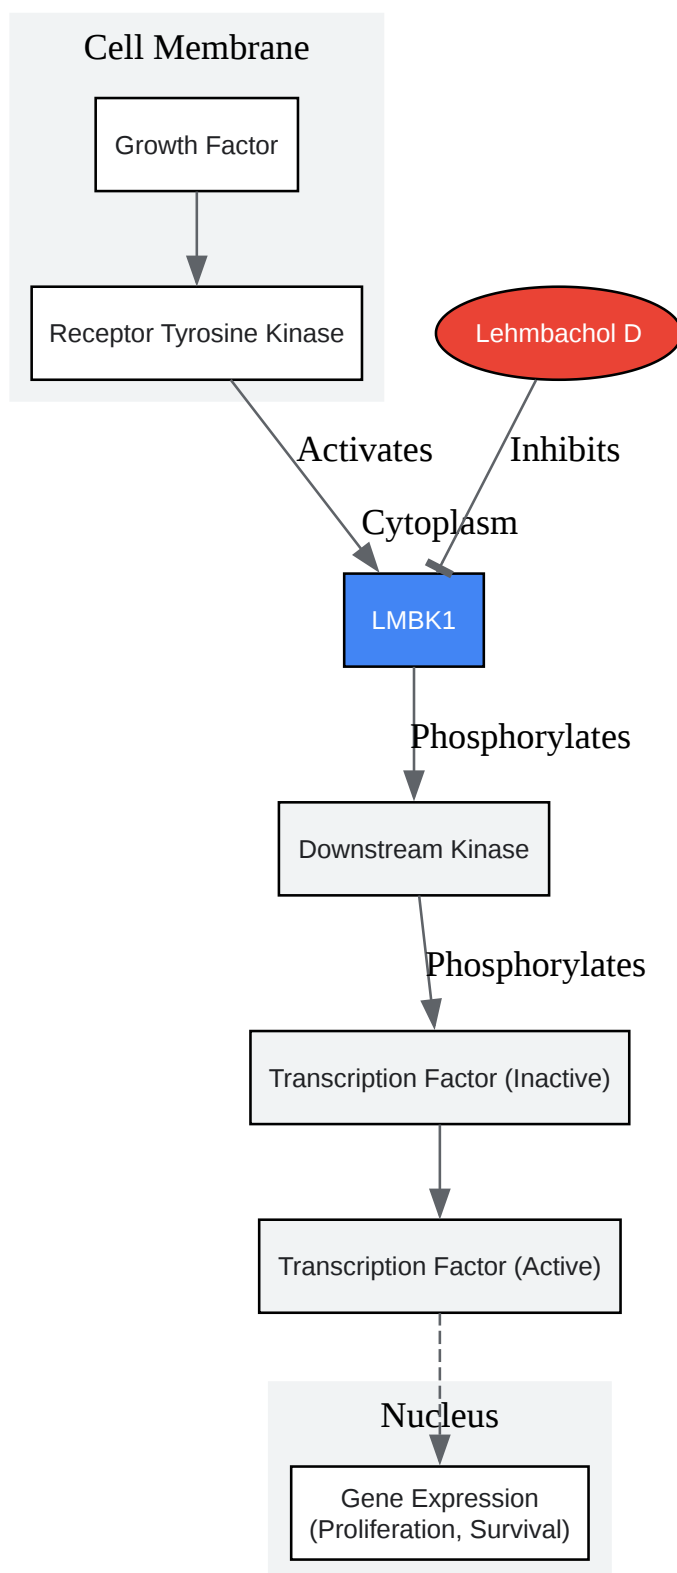 Cell Membrane
Growth Factor
Receptor Tyrosine Kinase
Lehmbachol D
Activates
Inhibits
Cytoplasm
LMBK1
Phosphorylates
Downstream Kinase
Phosphorylates
Transcription Factor (Inactive)
Transcription Factor (Active)
Nucleus
Gene Expression
(Proliferation, Survival)